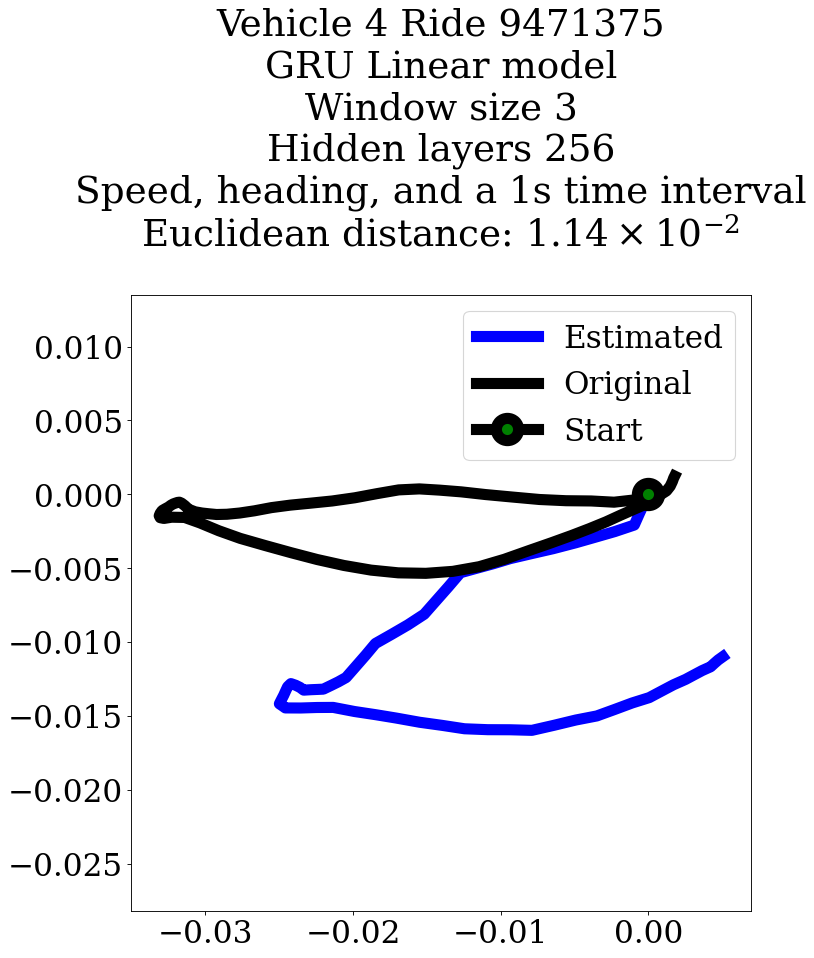 Vehicle 4 Ride 9471375
GRU Linear model
Window size 3
Hidden layers 256
Speed, heading, and a 1s time interval
Euclidean distance: 1.14 × 10⁻²
Estimated
Original
Start
0.010
0.005
0.000
−0.005
−0.010
−0.015
−0.020
−0.025
−0.03 −0.02 −0.01 0.00